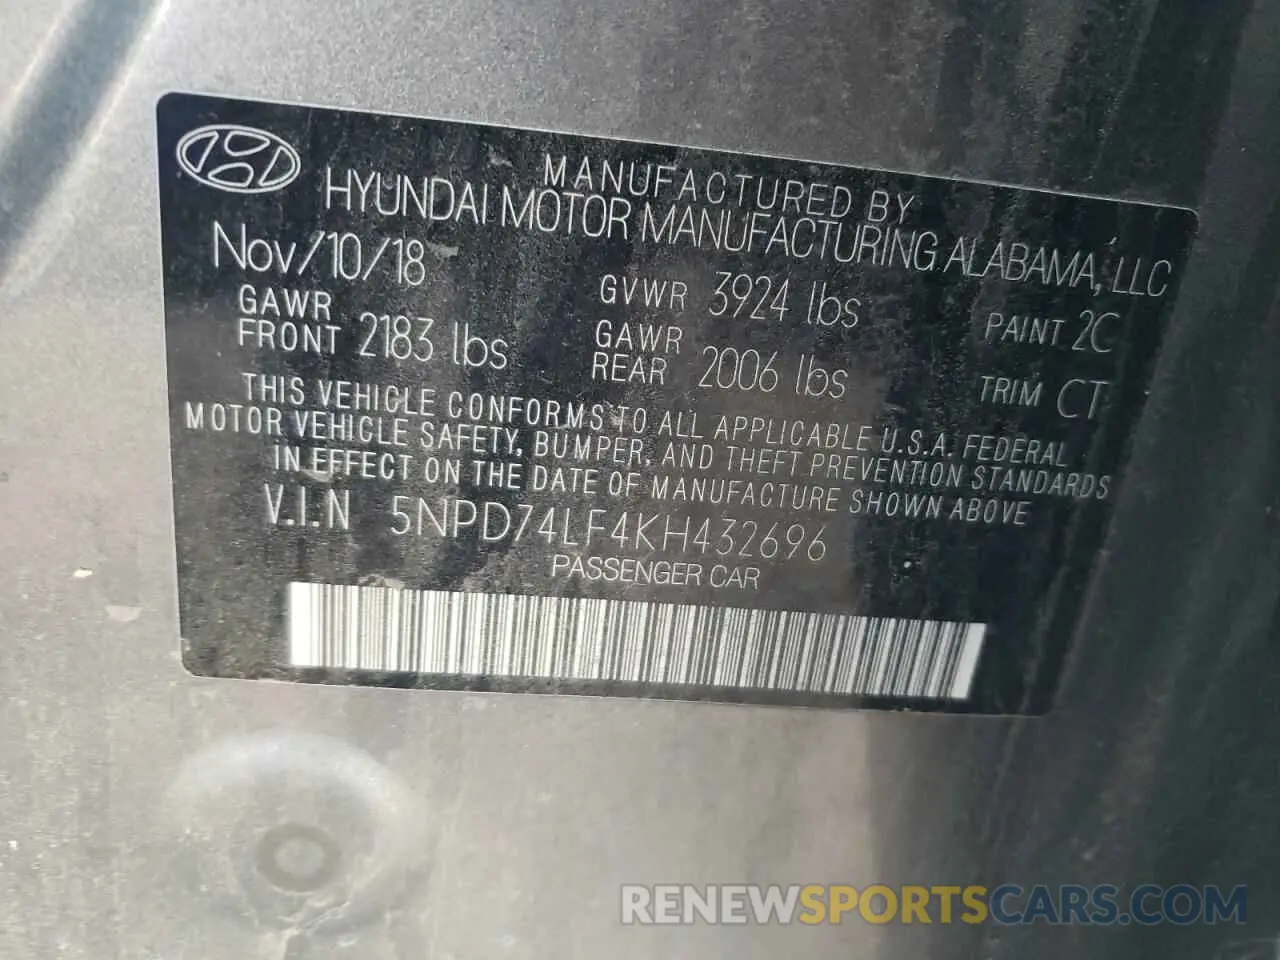 MANUFACTURED BY
HYUNDAI MOTOR MANUFACTURING ALABAMA, LLC
Nov/10/18
GVWR 3924 lbs
PAINT 2C
GAWR FRONT 2183 lbs
GAWR REAR 2006 lbs
TRIM CT
THIS VEHICLE CONFORMS TO ALL APPLICABLE U.S.A. FEDERAL
MOTOR VEHICLE SAFETY, BUMPER, AND THEFT PREVENTION STANDARDS
IN EFFECT ON THE DATE OF MANUFACTURE SHOWN ABOVE
V.I.N 5NPD74LF4KH432696
PASSENGER CAR
RENEWSPORTSCARS.COM